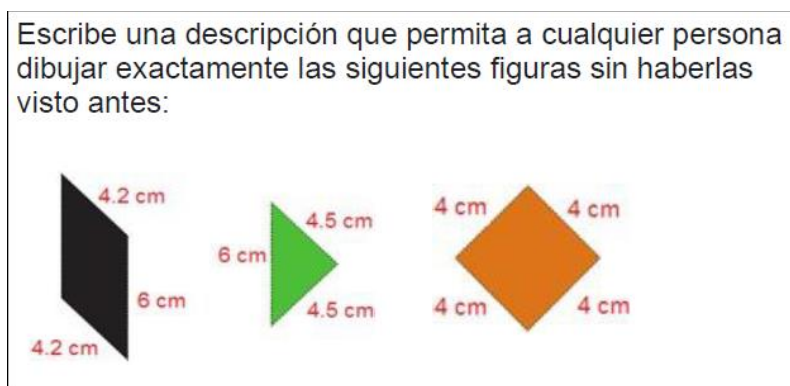 Escribe una descripción que permita a cualquier persona
dibujar exactamente las siguientes figuras sin haberlas
visto antes:
4.2 cm
6 cm
4.2 cm
4.5 cm
6 cm
4.5 cm
4 cm
4 cm
4 cm
4 cm